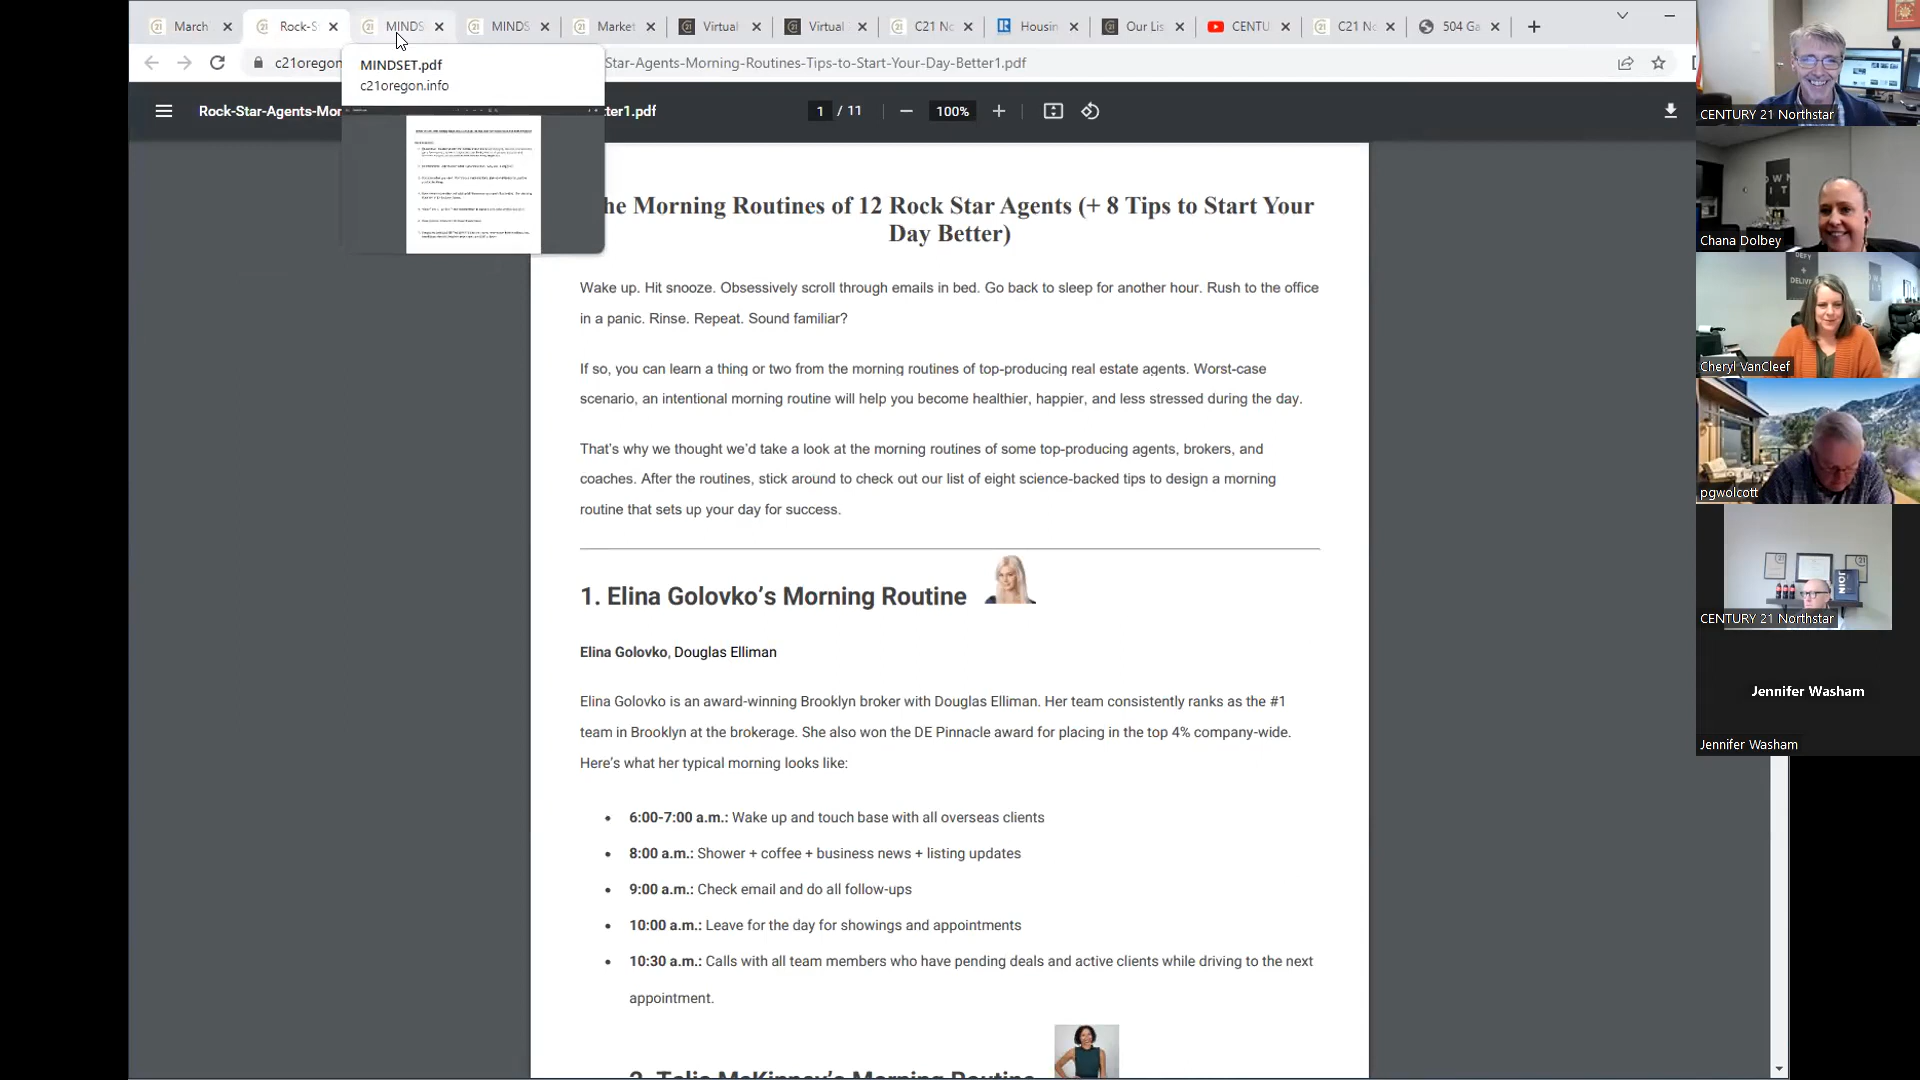 March
Rock-S
MINDS
MINDS
Market
Virtual
Virtual
C21 No
Housin
Our Lis
CENTU
C21 No
504 Ga
c21oregon
Star-Agents-Morning-Routines-Tips-to-Start-Your-Day-Better1.pdf
MINDSET.pdf
c21oregon.info
Rock-Star-Agents-Mor
ter1.pdf
1 / 11
100%
he Morning Routines of 12 Rock Star Agents (+ 8 Tips to Start Your
Day Better)
Wake up. Hit snooze. Obsessively scroll through emails in bed. Go back to sleep for another hour. Rush to the office
in a panic. Rinse. Repeat. Sound familiar?
If so, you can learn a thing or two from the morning routines of top-producing real estate agents. Worst-case
scenario, an intentional morning routine will help you become healthier, happier, and less stressed during the day.
That's why we thought we'd take a look at the morning routines of some top-producing agents, brokers, and
coaches. After the routines, stick around to check out our list of eight science-backed tips to design a morning
routine that sets up your day for success.
1. Elina Golovko's Morning Routine
Elina Golovko, Douglas Elliman
Elina Golovko is an award-winning Brooklyn broker with Douglas Elliman. Her team consistently ranks as the #1
team in Brooklyn at the brokerage. She also won the DE Pinnacle award for placing in the top 4% company-wide.
Here's what her typical morning looks like:
• 6:00-7:00 a.m.: Wake up and touch base with all overseas clients
• 8:00 a.m.: Shower + coffee + business news + listing updates
• 9:00 a.m.: Check email and do all follow-ups
• 10:00 a.m.: Leave for the day for showings and appointments
• 10:30 a.m.: Calls with all team members who have pending deals and active clients while driving to the next
appointment.
2. Talia McKinney's Morning Routine
CENTURY 21 Northstar
OWN
IT
Chana Dolbey
DEFY
+
DELIVE
IT
Cheryl VanCleef
pgwolcott
JOIN
CENTURY 21 Northstar
Jennifer Washam
Jennifer Washam